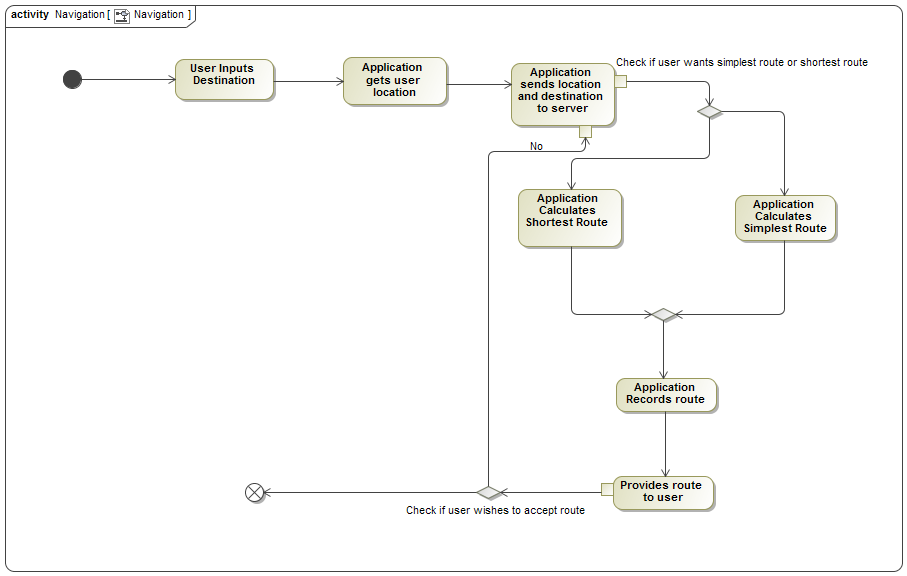 activity Navigation [ Navigation ]
User Inputs
Destination
Application
gets user
location
Application
sends location
and destination
to server
Check if user wants simplest route or shortest route
No
Application
Calculates
Shortest Route
Application
Calculates
Simplest Route
Application
Records route
Provides route
to user
Check if user wishes to accept route